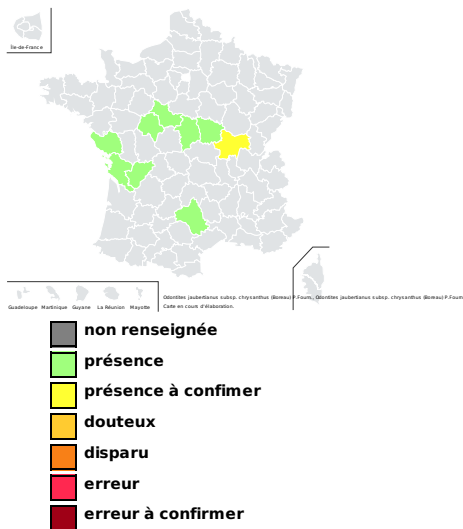 Île-de-France
Guadeloupe Martinique Guyane La Réunion Mayotte
Odontites jaubertianus subsp. chrysanthus (Boreau) P.Fourn., Odontites jaubertianus subsp. chrysanthus (Boreau) P.Fourn
Carte en cours d'élaboration.
non renseignée
présence
présence à confimer
douteux
disparu
erreur
erreur à confirmer